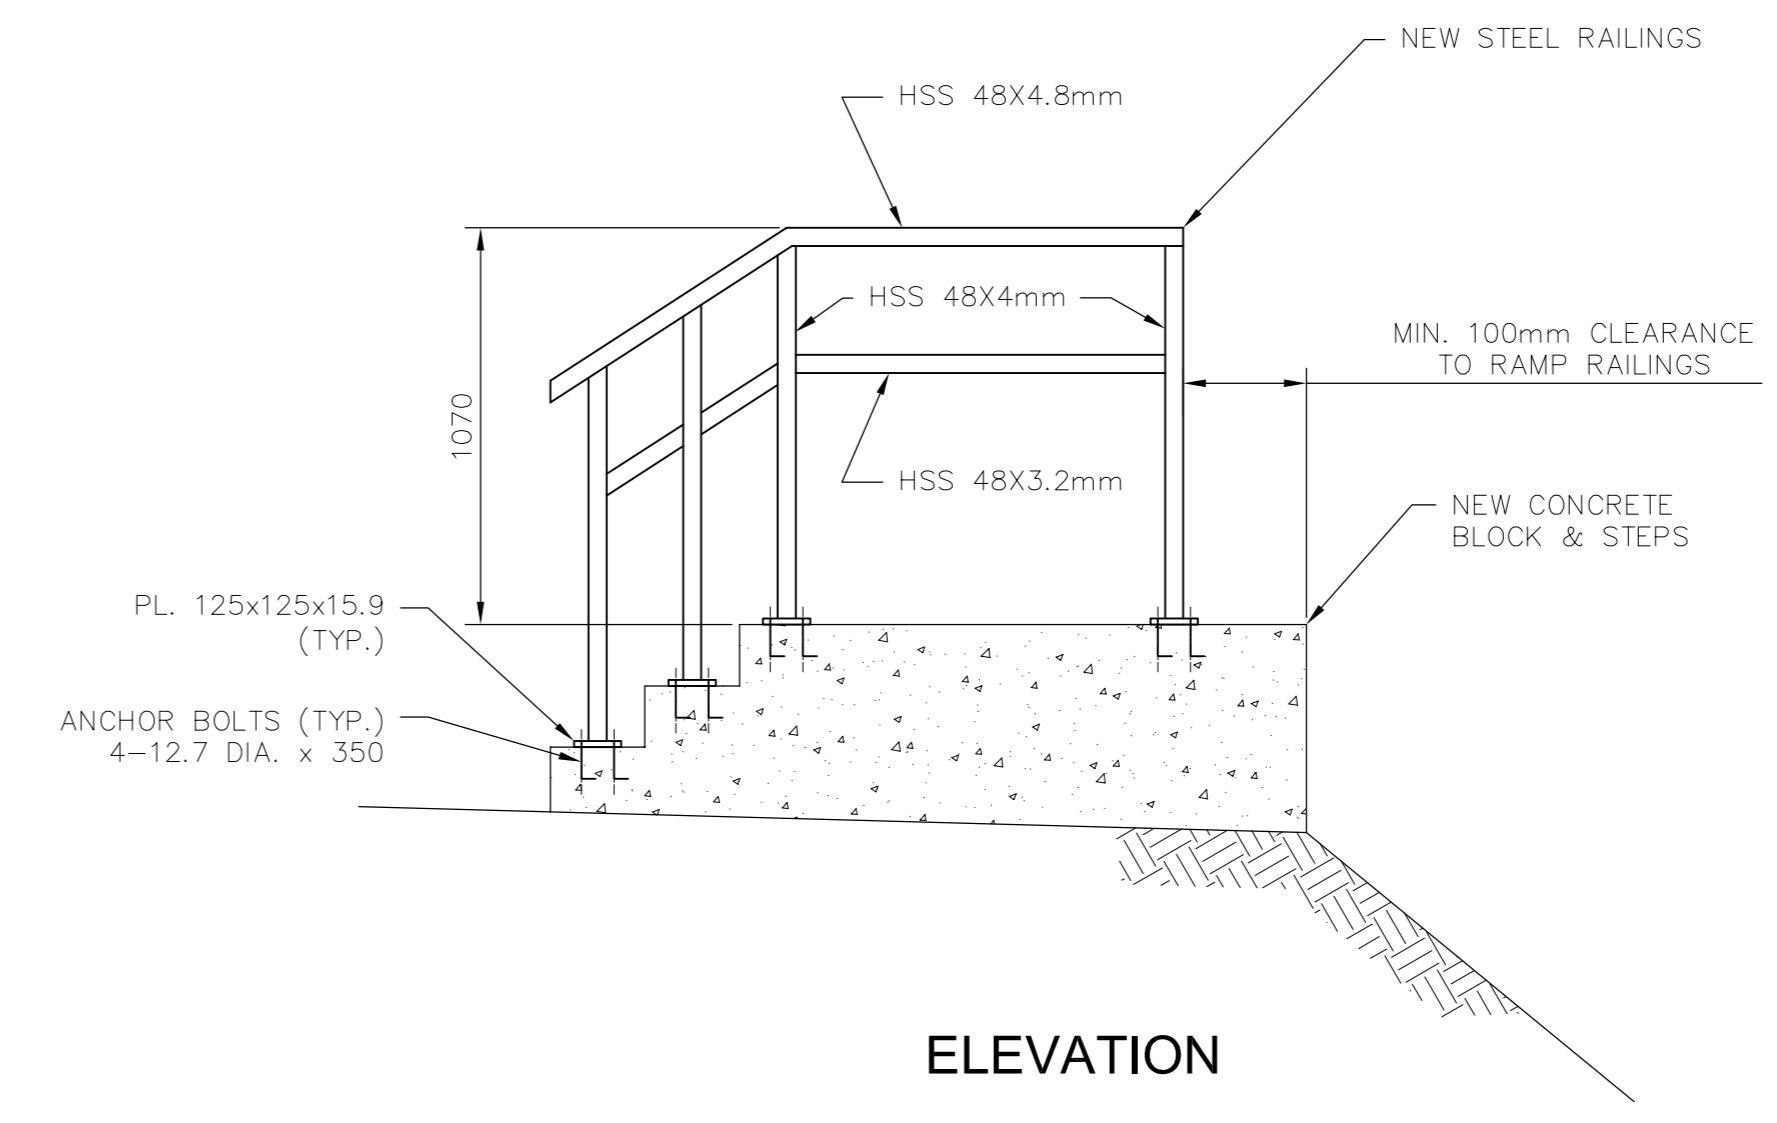 NEW STEEL RAILINGS
HSS 48X4.8mm
HSS 48X4mm
MIN. 100mm CLEARANCE
TO RAMP RAILINGS
1070
HSS 48X3.2mm
NEW CONCRETE
BLOCK & STEPS
PL. 125x125x15.9
(TYP.)
ANCHOR BOLTS (TYP.)
4-12.7 DIA. x 350
ELEVATION